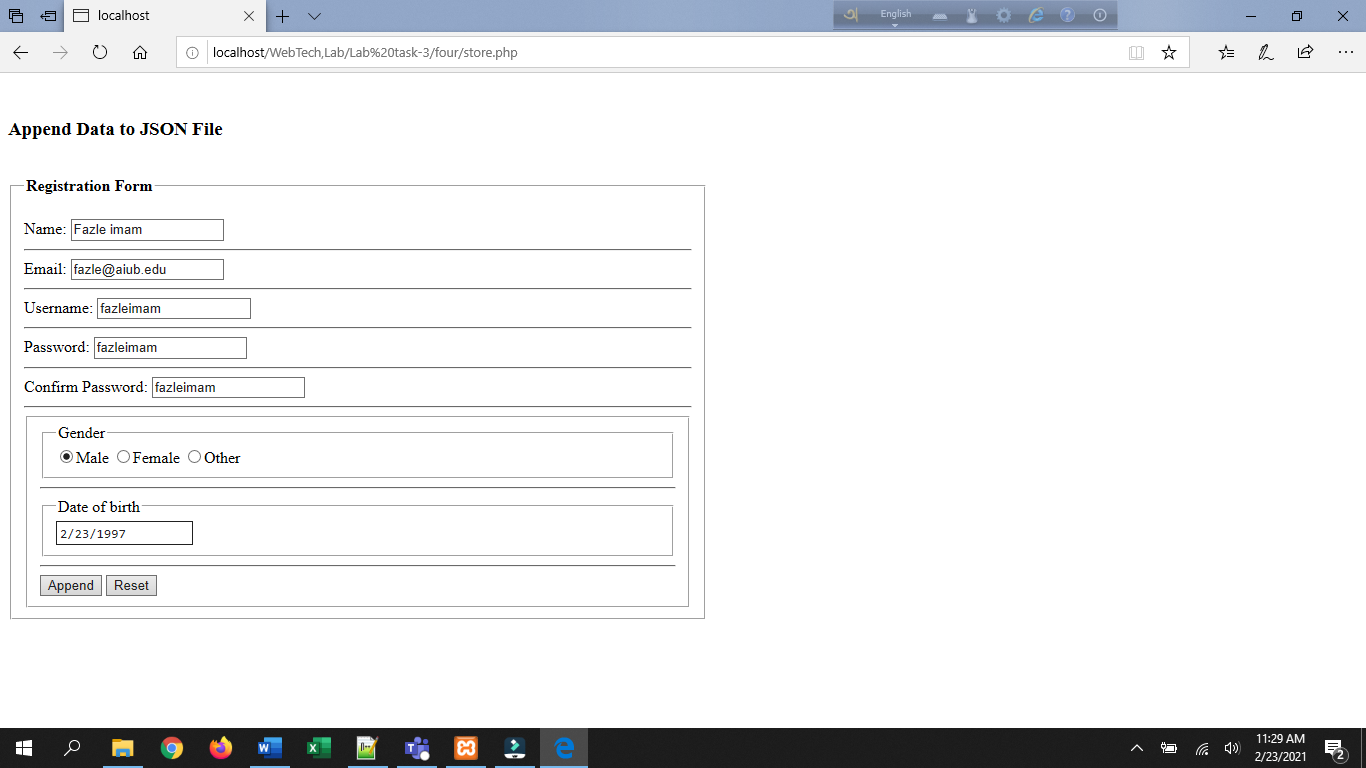 localhost
English
localhost/WebTech,Lab/Lab%20task-3/four/store.php
Append Data to JSON File
Registration Form
Name: Fazle imam
Email: fazle@aiub.edu
Username: fazleimam
Password: fazleimam
Confirm Password: fazleimam
Gender
Male Female Other
Date of birth
2/23/1997
Append Reset
11:29 AM
2/23/2021
2